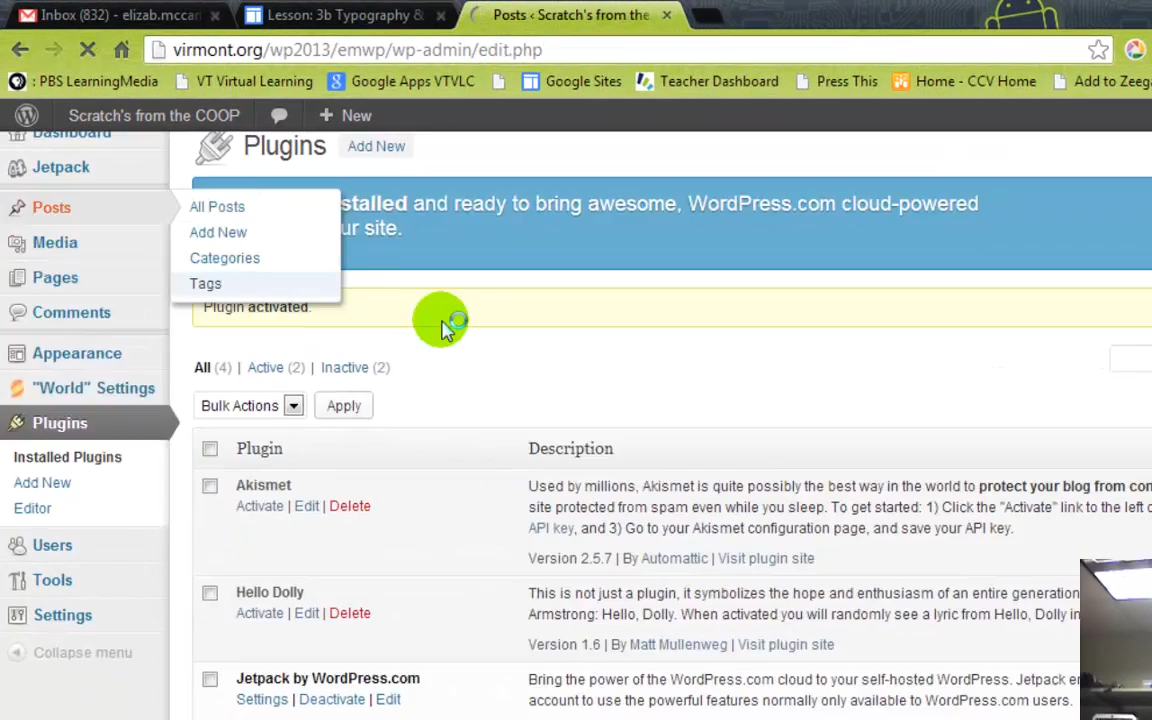 Inbox (832) - elizab.mccar
Lesson: 3b Typography &
Posts ‹ Scratch's from the
virmont.org/wp2013/emwp/wp-admin/edit.php
: PBS LearningMedia
VT Virtual Learning
Google Apps VTVLC
Google Sites
Teacher Dashboard
Press This
Home - CCV Home
Add to Zeega
Scratch's from the COOP
New
Dashboard
Jetpack
Posts
Media
Pages
Comments
Appearance
"World" Settings
Plugins
Installed Plugins
Add New
Editor
Users
Tools
Settings
Collapse menu
All Posts
Add New
Categories
Tags
Plugins Add New
stalled and ready to bring awesome, WordPress.com cloud-powered
ur site.
Plugin activated.
All (4) | Active (2) | Inactive (2)
Bulk Actions Apply
Plugin Description
Akismet
Activate | Edit | Delete
Used by millions, Akismet is quite possibly the best way in the world to protect your blog from com
site protected from spam even while you sleep. To get started: 1) Click the "Activate" link to the left o
API key, and 3) Go to your Akismet configuration page, and save your API key.
Version 2.5.7 | By Automattic | Visit plugin site
Hello Dolly
Activate | Edit | Delete
This is not just a plugin, it symbolizes the hope and enthusiasm of an entire generation
Armstrong: Hello, Dolly. When activated you will randomly see a lyric from Hello, Dolly in
Version 1.6 | By Matt Mullenweg | Visit plugin site
Jetpack by WordPress.com
Settings | Deactivate | Edit
Bring the power of the WordPress.com cloud to your self-hosted WordPress. Jetpack en
account to use the powerful features normally only available to WordPress.com users.